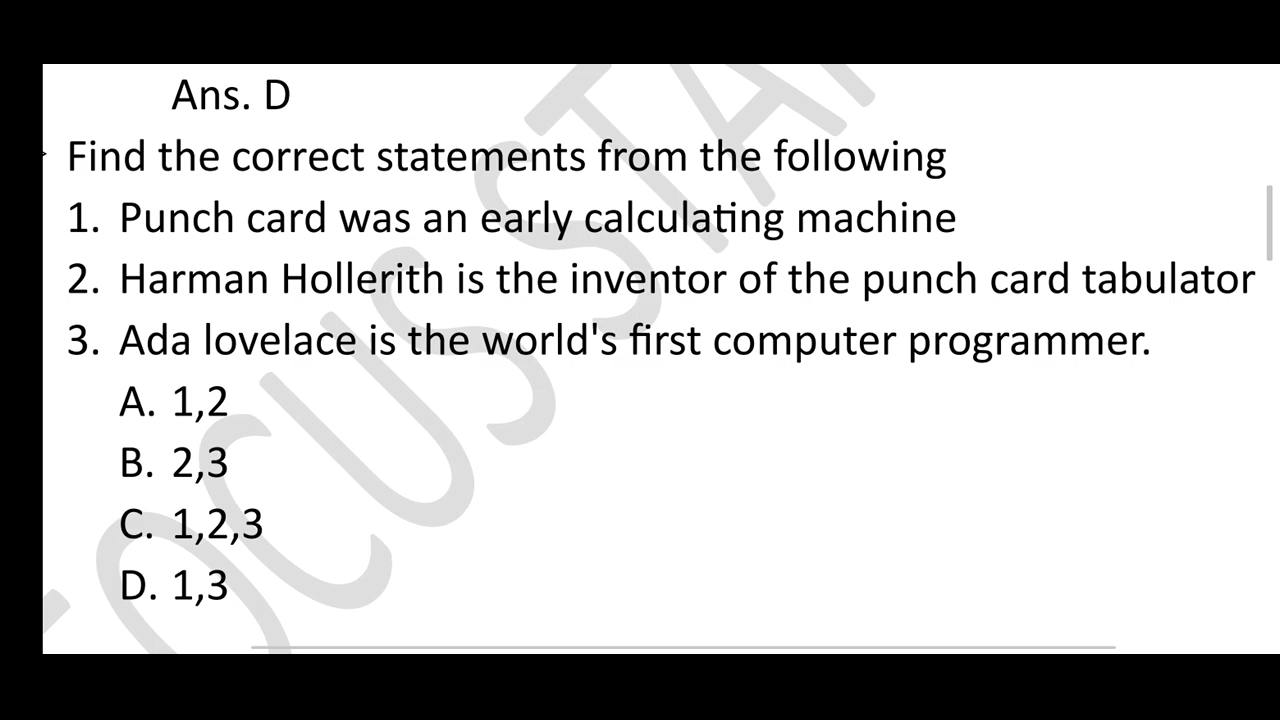 Ans. D
Find the correct statements from the following
1. Punch card was an early calculating machine
2. Harman Hollerith is the inventor of the punch card tabulator
3. Ada lovelace is the world's first computer programmer.
A. 1,2
B. 2,3
C. 1,2,3
D. 1,3